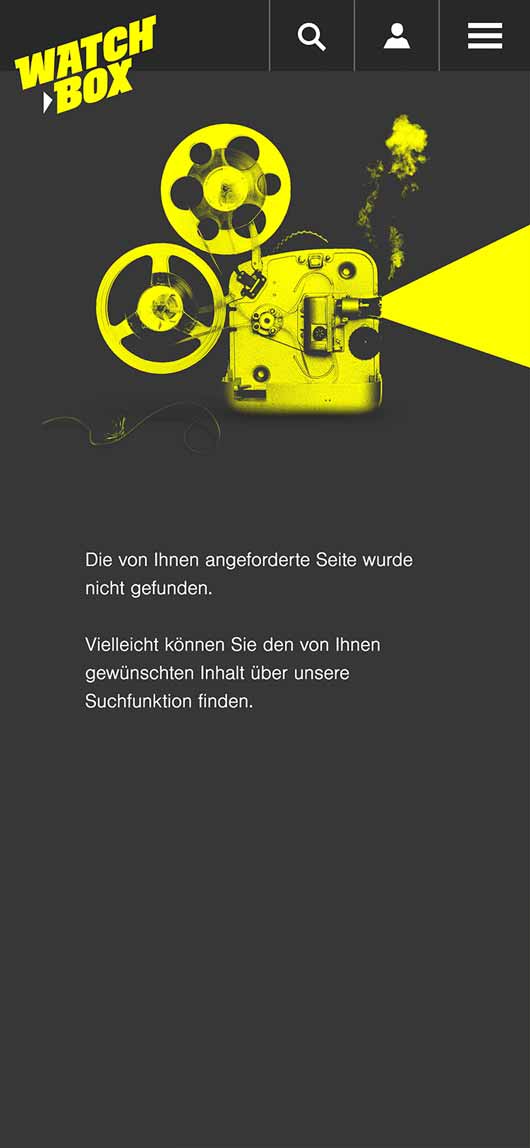 WATCH
BOX
Die von Ihnen angeforderte Seite wurde
nicht gefunden.
Vielleicht können Sie den von Ihnen
gewünschten Inhalt über unsere
Suchfunktion finden.